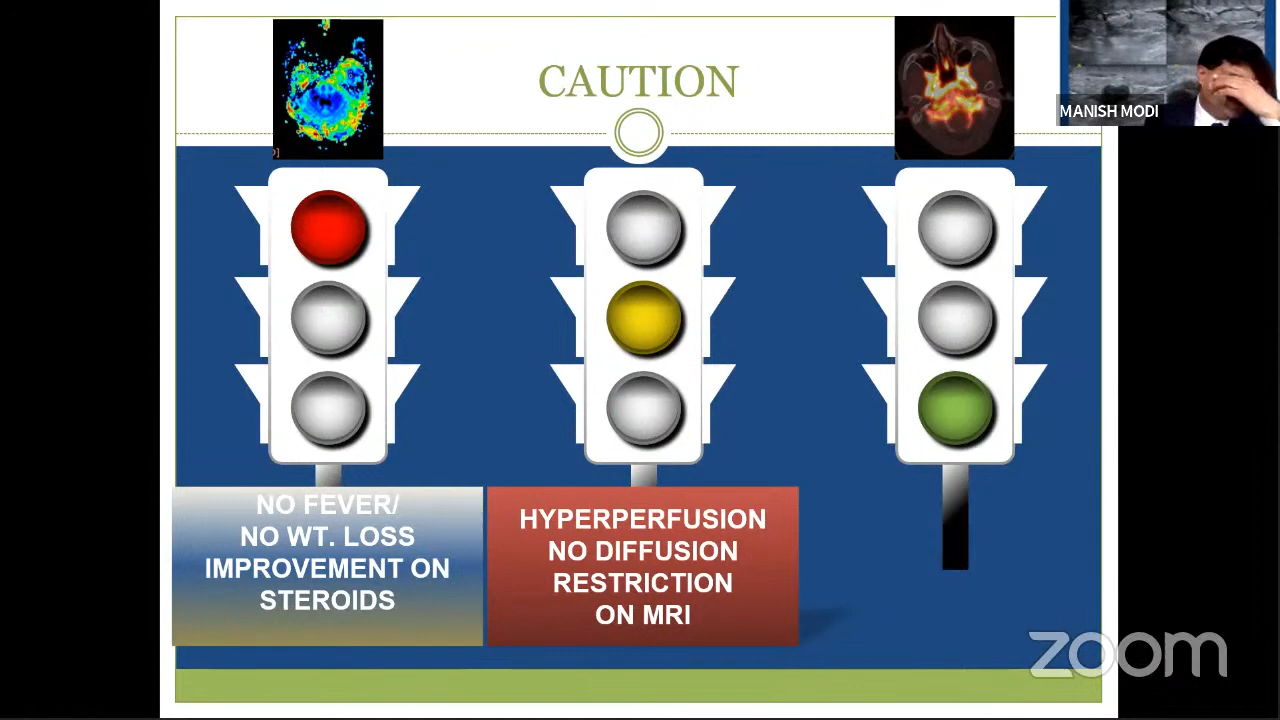 CAUTION
MANISH MODI
NO FEVER/
NO WT. LOSS
IMPROVEMENT ON
STEROIDS
HYPERPERFUSION
NO DIFFUSION
RESTRICTION
ON MRI
zoom